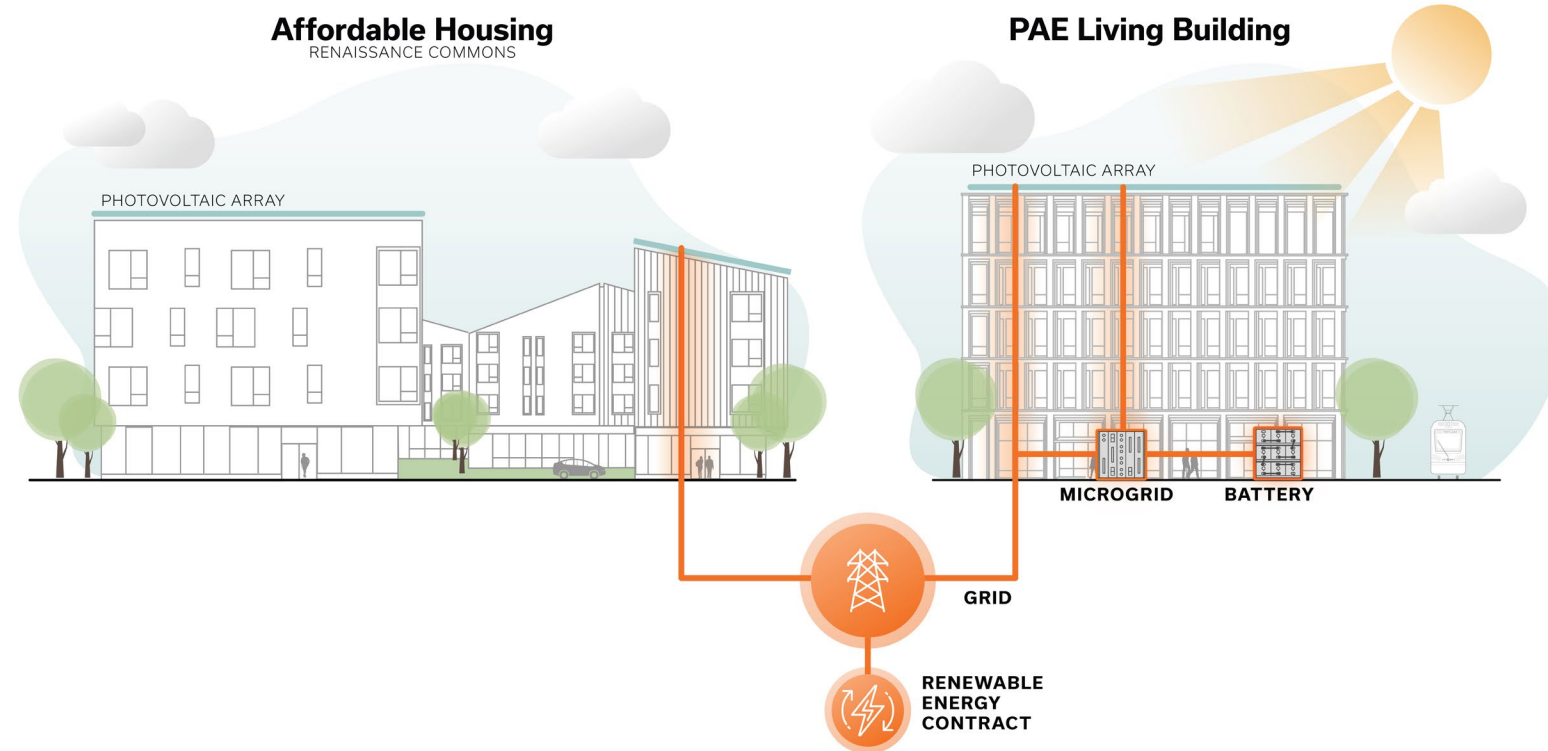 Affordable Housing
RENAISSANCE COMMONS
PHOTOVOLTAIC ARRAY
PAE Living Building
PHOTOVOLTAIC ARRAY
MICROGRID
BATTERY
GRID
RENEWABLE
ENERGY
CONTRACT